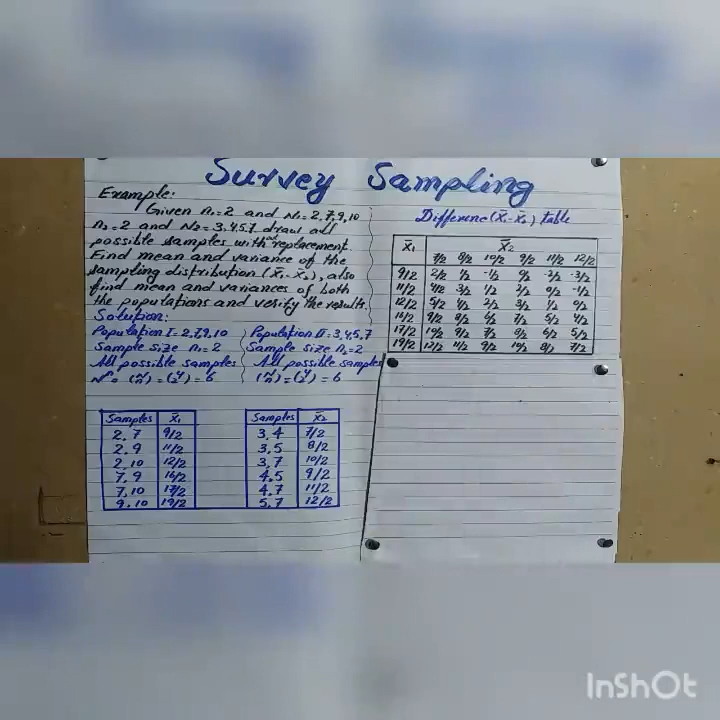 Survey Sampling
Example:
Given n₁=2 and N₁=2,7,9,10
n₂=2 and N₂=3,4,5,7 draw all
possible samples without replacement.
Find mean and variance of the
sampling distribution (x̄₁-x̄₂), also
find mean and variances of both
the populations and verify the results.
Solution:
Population I = 2,7,9,10
Sample size n₁=2
All possible samples
= (2) = 6
Population II = 3,4,5,7
Sample size n₂=2
All possible samples
= (2) = 6
Samples x̄₁
2,7 9/2
2,9 11/2
2,10 12/2
7,9 16/2
7,10 17/2
9,10 19/2
Samples x̄₂
3,4 7/2
3,5 8/2
3,7 10/2
4,5 9/2
4,7 11/2
5,7 12/2
Difference (x̄₁-x̄₂) table
x̄₁ x̄₂
7/2 8/2 10/2 9/2 11/2 12/2
9/2 2/2 1/2 -1/2 -2/2 -3/2
11/2 4/2 3/2 1/2 2/2 -1/2
12/2 5/2 4/2 2/2 3/2 1/2
16/2 9/2 8/2 6/2 7/2 5/2 4/2
17/2 10/2 9/2 7/2 8/2 6/2 5/2
19/2 12/2 11/2 9/2 10/2 8/2 7/2
InShOt